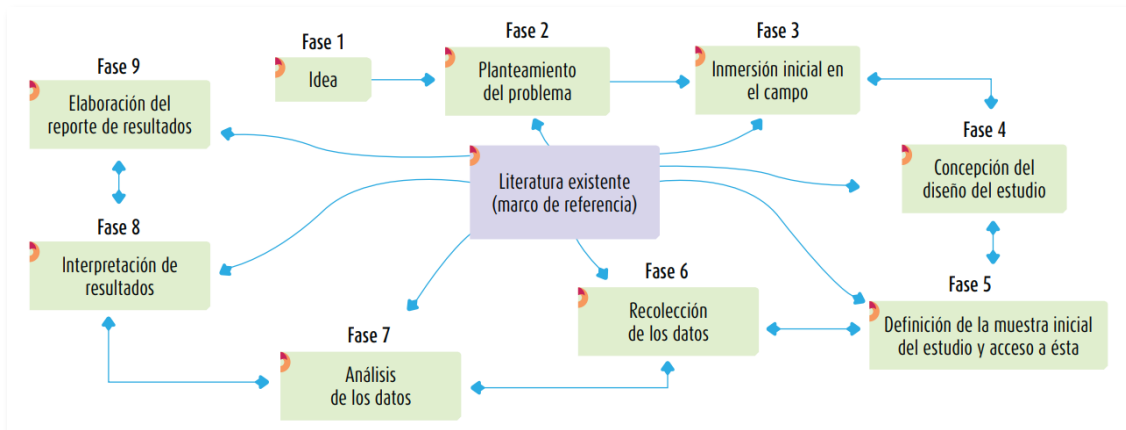 Fase 1
Idea
Fase 2
Planteamiento
del problema
Fase 3
Inmersión inicial en
el campo
Fase 4
Concepción del
diseño del estudio
Fase 5
Definición de la muestra inicial
del estudio y acceso a ésta
Fase 6
Recolección
de los datos
Fase 7
Análisis
de los datos
Fase 8
Interpretación de
resultados
Fase 9
Elaboración del
reporte de resultados
Literatura existente
(marco de referencia)